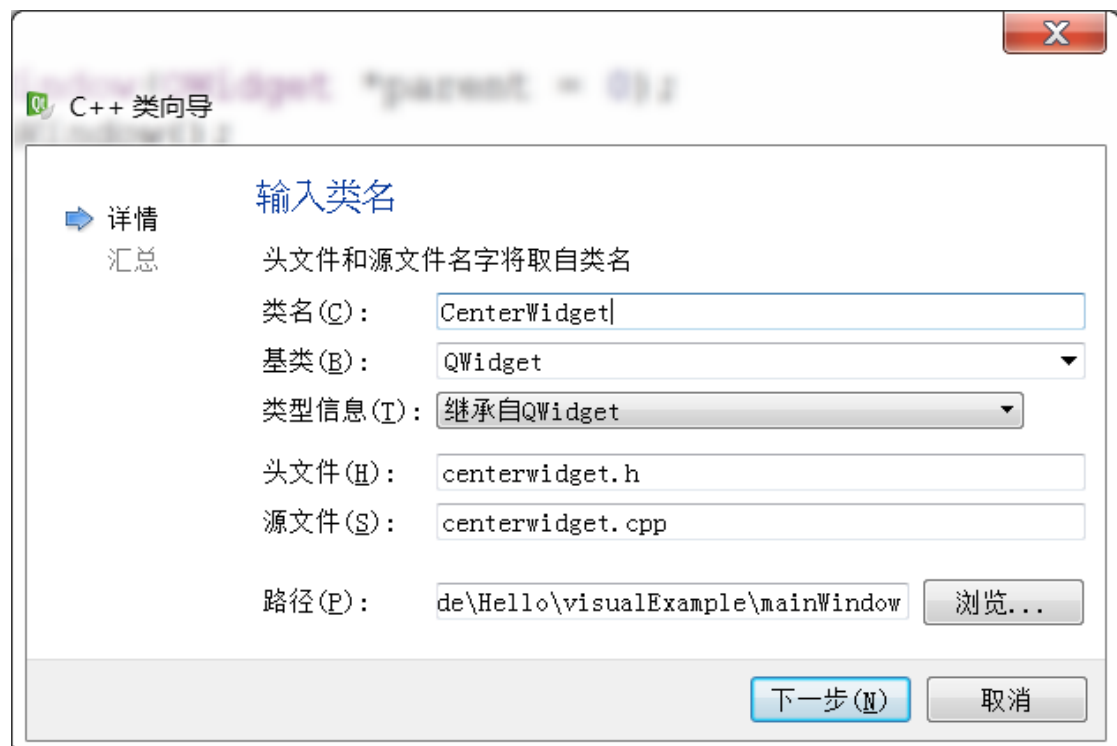 *parent = 0);
C++ 类向导
详情
汇总
输入类名
头文件和源文件名字将取自类名
类名(C): CenterWidget
基类(B): QWidget
类型信息(T): 继承自QWidget
头文件(H): centerwidget.h
源文件(S): centerwidget.cpp
路径(P): de\Hello\visualExample\mainWindow 浏览...
下一步(N) 取消